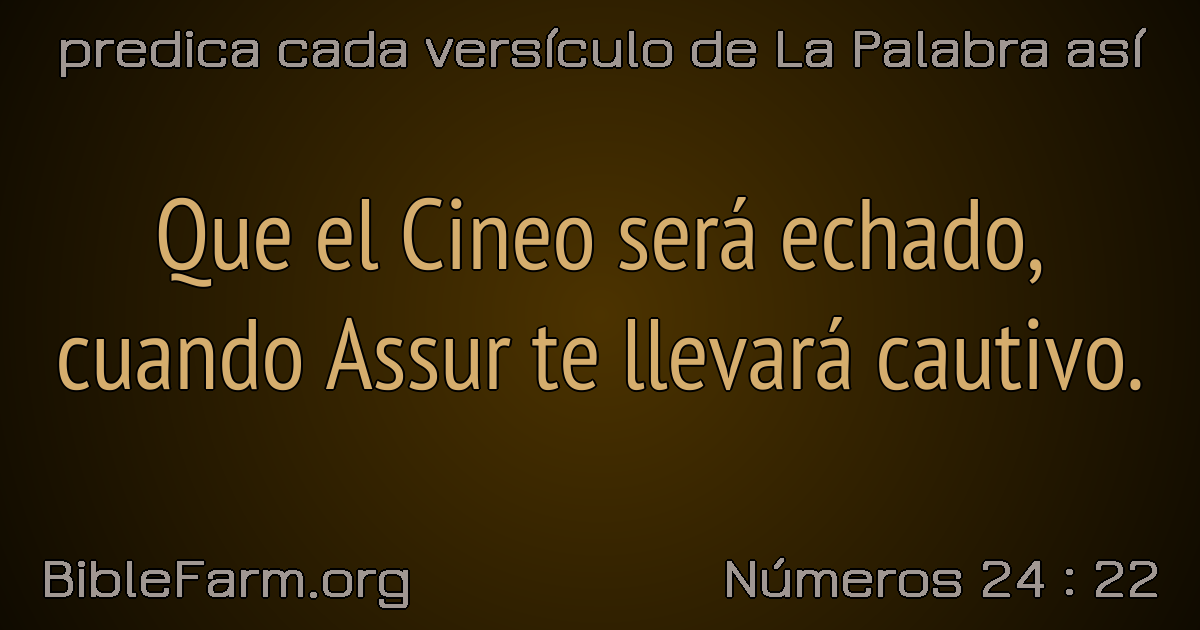 predica cada versículo de La Palabra así
Que el Cineo será echado,
cuando Assur te llevará cautivo.
BibleFarm.org
Números 24 : 22